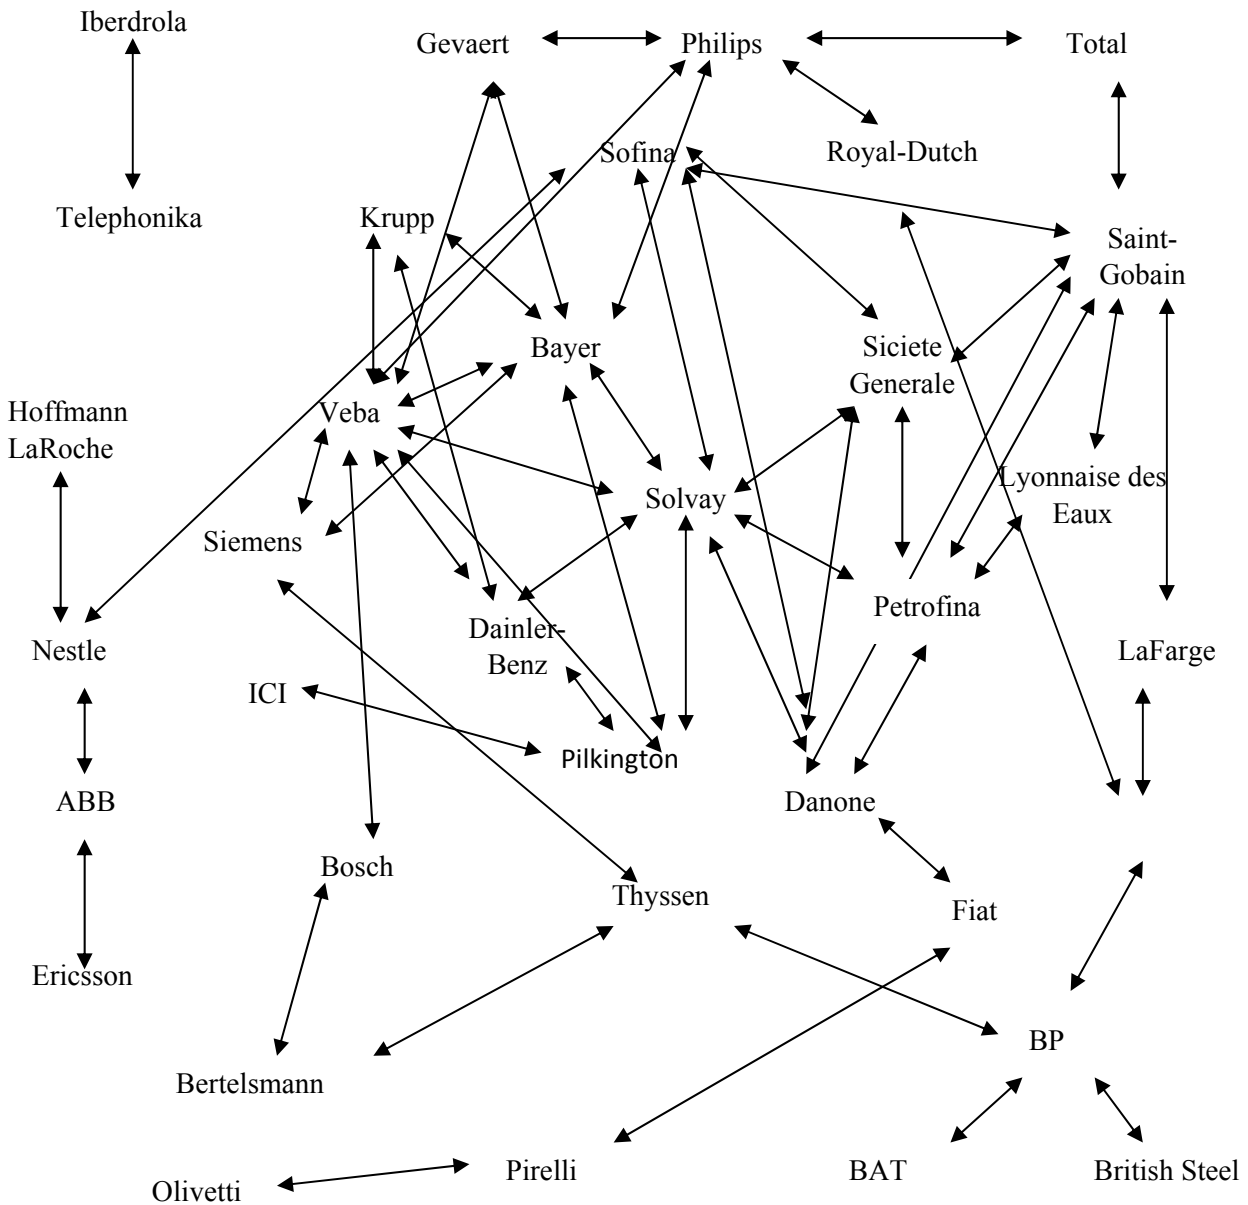 Iberdrola
Gevaert
Philips
Total
Sofina
Royal-Dutch
Telephonika
Krupp
Saint-
Gobain
Bayer
Siciete
Generale
Hoffmann
LaRoche
Veba
Lyonnaise des
Eaux
Solvay
Siemens
Petrofina
Dainler-
Benz
Nestle
LaFarge
ICI
Pilkington
ABB
Danone
Bosch
Thyssen
Fiat
Ericsson
BP
Bertelsmann
Pirelli
BAT
British Steel
Olivetti